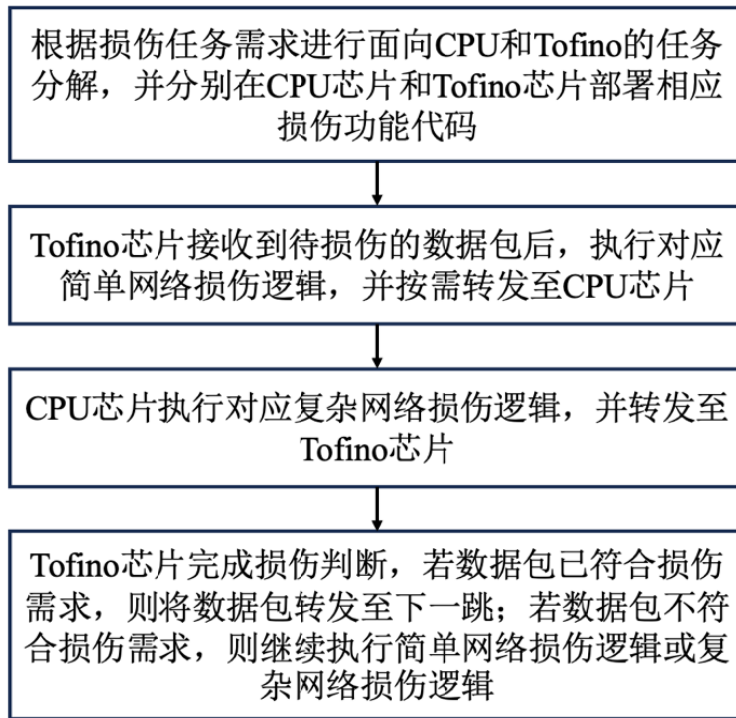 根据损伤任务需求进行面向CPU和Tofino的任务
分解，并分别在CPU芯片和Tofino芯片部署相应
损伤功能代码
Tofino芯片接收到待损伤的数据包后，执行对应
简单网络损伤逻辑，并按需转发至CPU芯片
CPU芯片执行对应复杂网络损伤逻辑，并转发至
Tofino芯片
Tofino芯片完成损伤判断，若数据包已符合损伤
需求，则将数据包转发至下一跳；若数据包不符
合损伤需求，则继续执行简单网络损伤逻辑或复
杂网络损伤逻辑